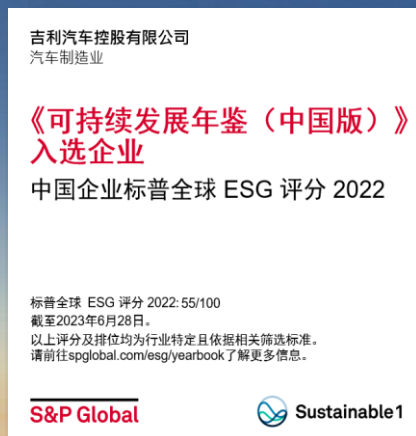 吉利汽车控股有限公司
汽车制造业
《可持续发展年鉴（中国版）》
入选企业
中国企业标普全球 ESG 评分 2022
标普全球 ESG 评分 2022: 55/100
截至2023年6月28日。
以上评分及排位均为行业特定且依据相关筛选标准。
请前往spglobal.com/esg/yearbook了解更多信息。
S&P Global
Sustainable1